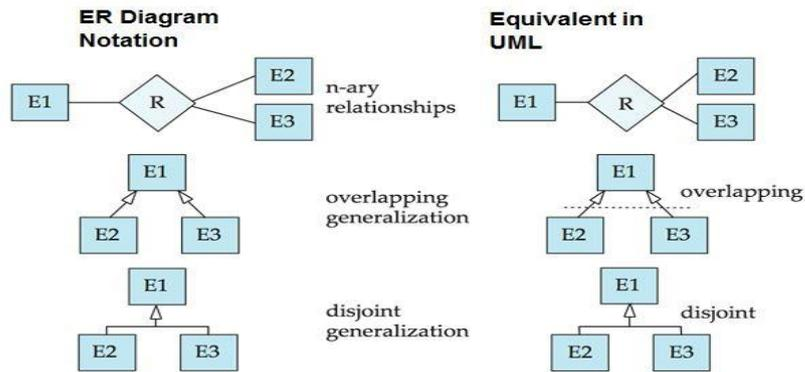 ER Diagram
Notation
Equivalent in
UML
E1
R
E2
E3
n-ary
relationships
E1
R
E2
E3
E1
E2
E3
overlapping
generalization
E1
overlapping
E2
E3
E1
E2
E3
disjoint
generalization
E1
disjoint
E2
E3